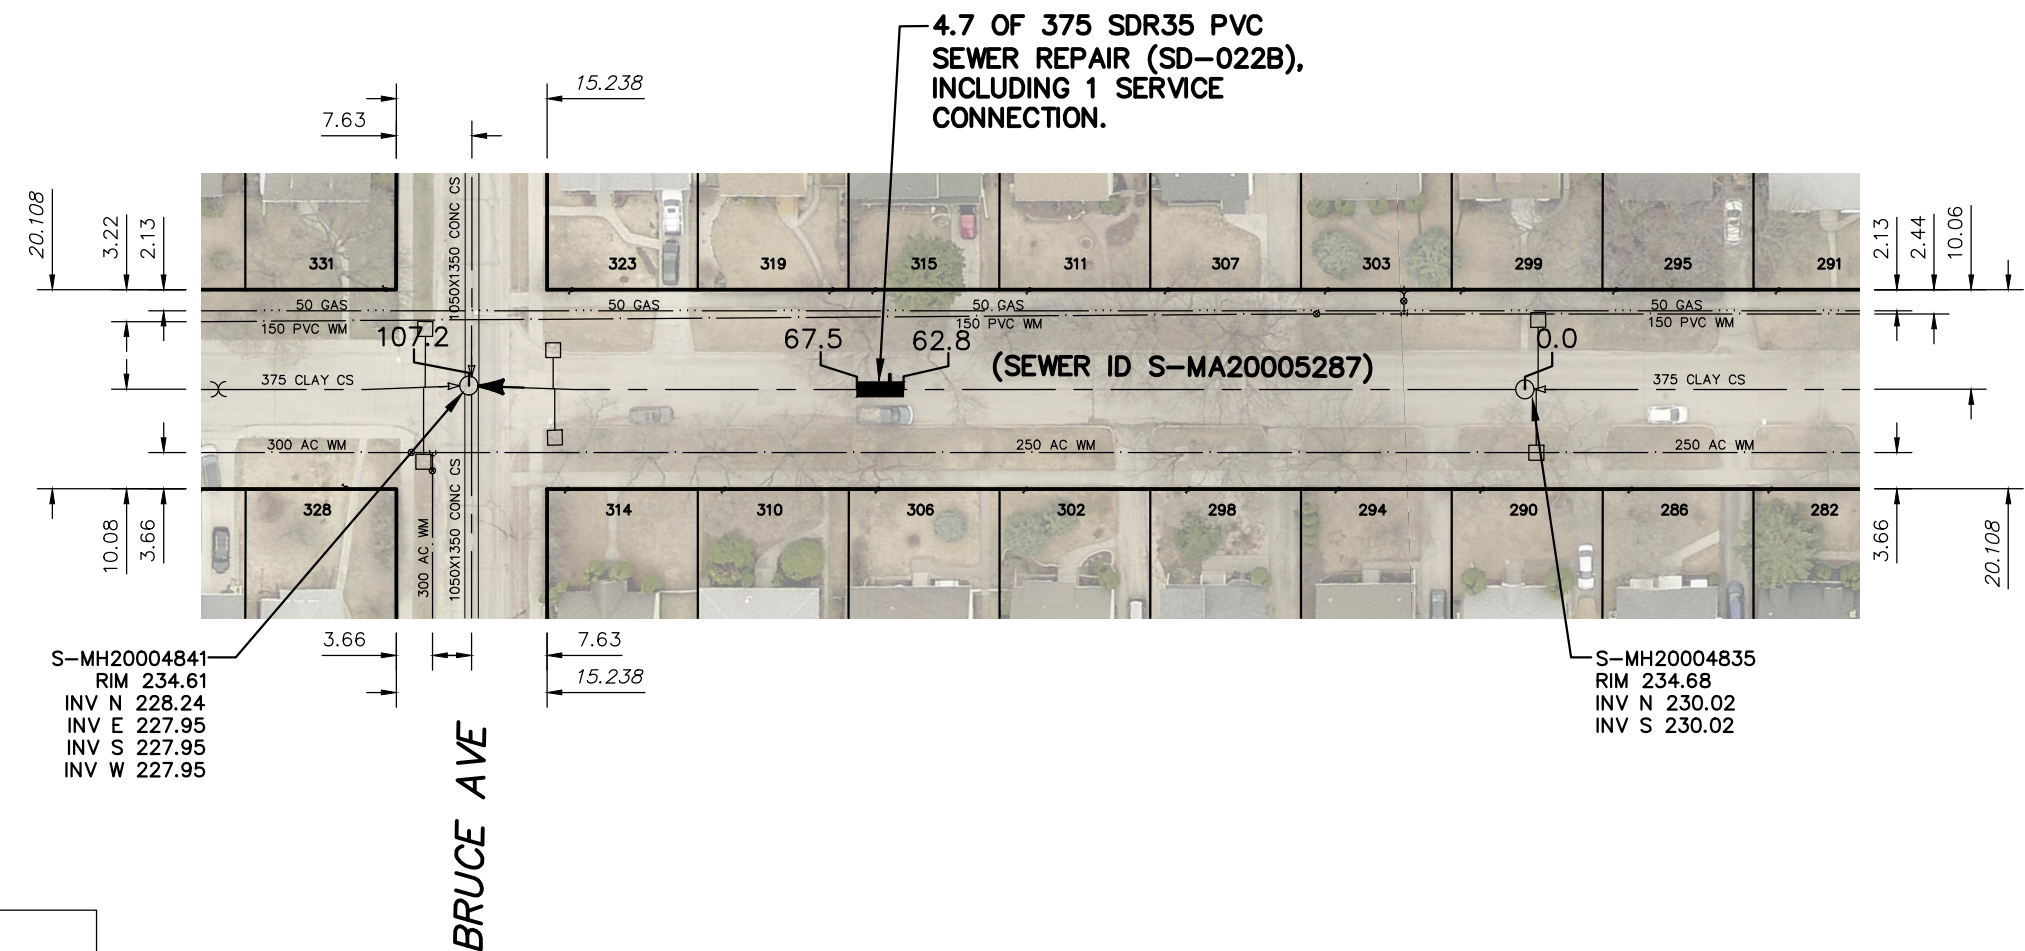 4.7 OF 375 SDR35 PVC
SEWER REPAIR (SD-022B),
INCLUDING 1 SERVICE
CONNECTION.
15.238
7.63
20.108
3.22
2.13
1050X1350 CONC CS
331
323
319
315
311
307
303
299
295
291
2.13
2.44
10.06
50 GAS
50 GAS
50 GAS
50 GAS
150 PVC WM
150 PVC WM
150 PVC WM
107.2
67.5
62.8
0.0
(SEWER ID S-MA20005287)
375 CLAY CS
375 CLAY CS
300 AC WM
250 AC WM
250 AC WM
328
314
310
306
302
298
294
290
286
282
10.08
3.66
300 AC WM
1050X1350 CONC CS
3.66
20.108
3.66
7.63
15.238
S-MH20004841
RIM 234.61
INV N 228.24
INV E 227.95
INV S 227.95
INV W 227.95
S-MH20004835
RIM 234.68
INV N 230.02
INV S 230.02
BRUCE AVE